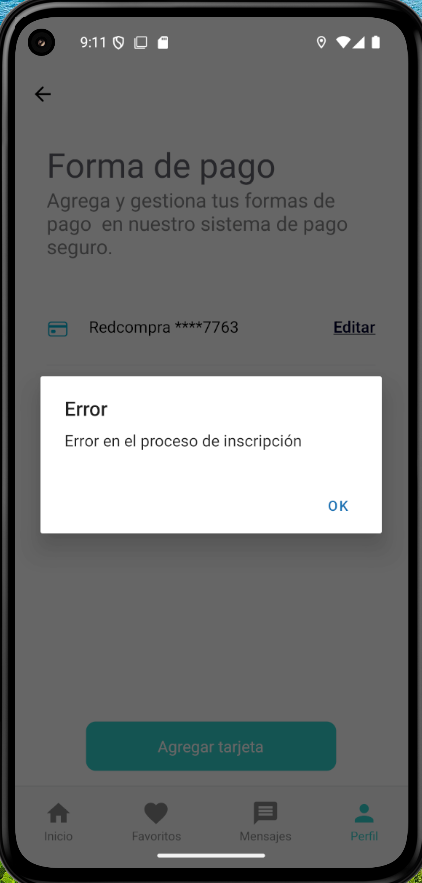 9:11
Forma de pago
Agrega y gestiona tus formas de
pago en nuestro sistema de pago
seguro.
Redcompra ****7763 Editar
Error
Error en el proceso de inscripción
OK
Agregar tarjeta
Inicio Favoritos Mensajes Perfil